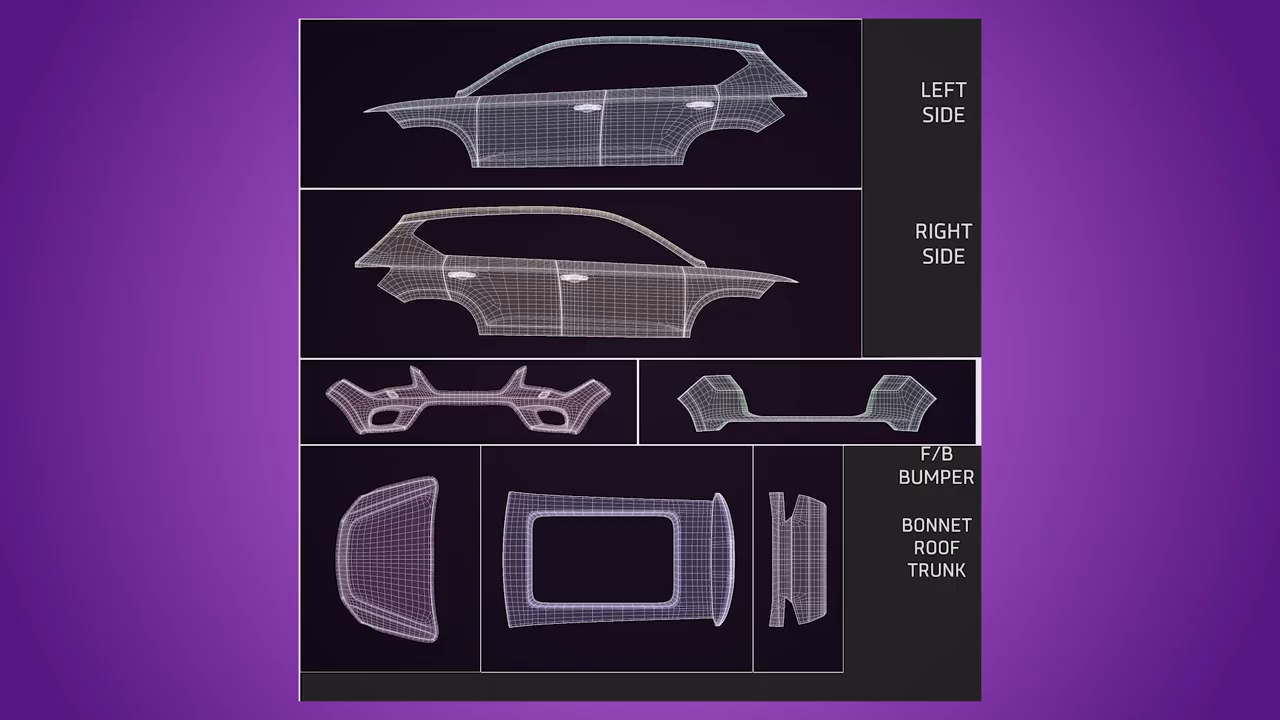 LEFT
SIDE
RIGHT
SIDE
F/B
BUMPER
BONNET
ROOF
TRUNK